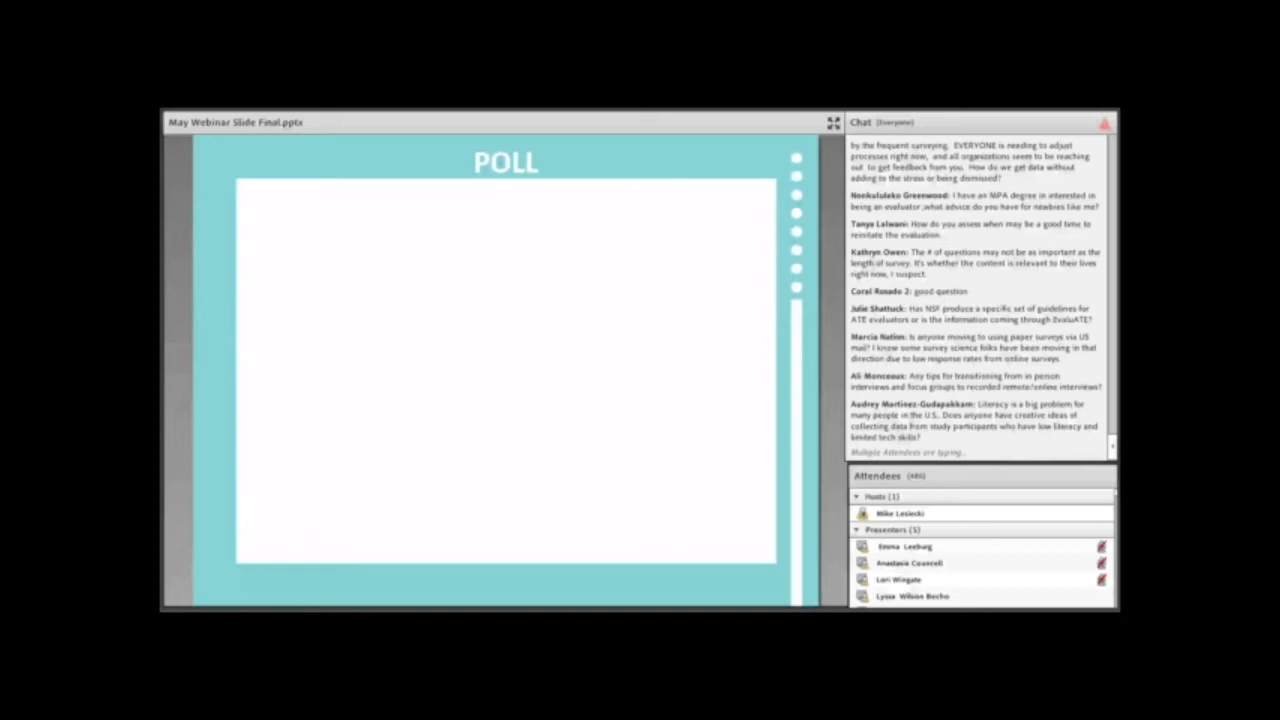 May Webinar Slide Final.pptx
POLL
Chat (Everyone)
by the frequent surveying. EVERYONE is needing to adjust
processes right now, and all organizations seem to be reaching
out to get feedback from you. How do we get data without
adding to the stress or being dismissed?
Nonkululeko Greenwood: I have an MPA degree in interested in
being an evaluator ,what advice do you have for newbies like me?
Tanya Lalwani: How do you assess when may be a good time to
reinitate the evaluation.
Kathryn Owen: The # of questions may not be as important as the
length of survey. It's whether the content is relevant to their lives
right now, I suspect.
Coral Rosado 2: good question
Julie Shattuck: Has NSF produce a specific set of guidelines for
ATE evaluators or is the information coming through EvaluATE?
Marcia Nation: Is anyone moving to using paper surveys via US
mail? I know some survey science folks have been moving in that
direction due to low response rates from online surveys.
Ali Monceaux: Any tips for transitioning from in person
interviews and focus groups to recorded remote/online interviews?
Audrey Martinez-Gudapakkam: Literacy is a big problem for
many people in the U.S.. Does anyone have creative ideas of
collecting data from study participants who have low literacy and
limited tech skills?
Multiple Attendees are typing...
Attendees
Hosts (1)
Mike Lesiecki
Presenters (5)
Emma Leeburg
Anastasia Councell
Lori Wingate
Lyssa Wilson Becho